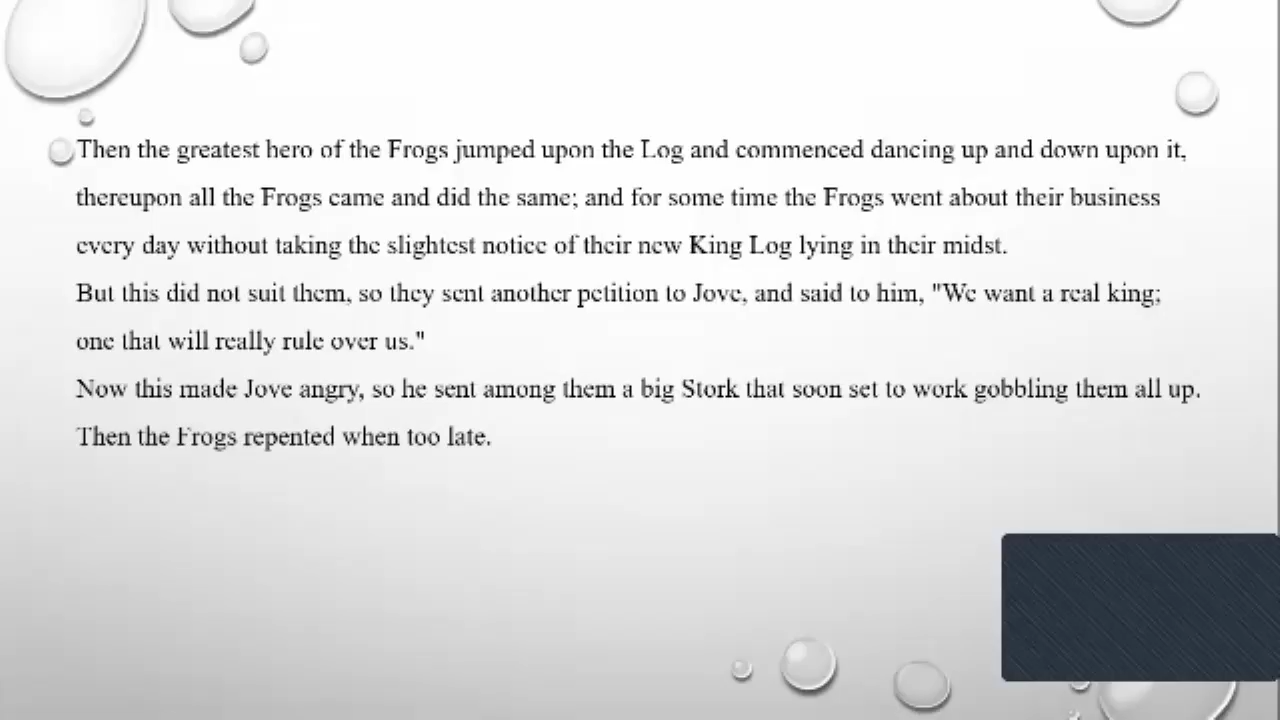 Then the greatest hero of the Frogs jumped upon the Log and commenced dancing up and down upon it,
thereupon all the Frogs came and did the same; and for some time the Frogs went about their business
every day without taking the slightest notice of their new King Log lying in their midst.
But this did not suit them, so they sent another petition to Jove, and said to him, "We want a real king;
one that will really rule over us."
Now this made Jove angry, so he sent among them a big Stork that soon set to work gobbling them all up.
Then the Frogs repented when too late.